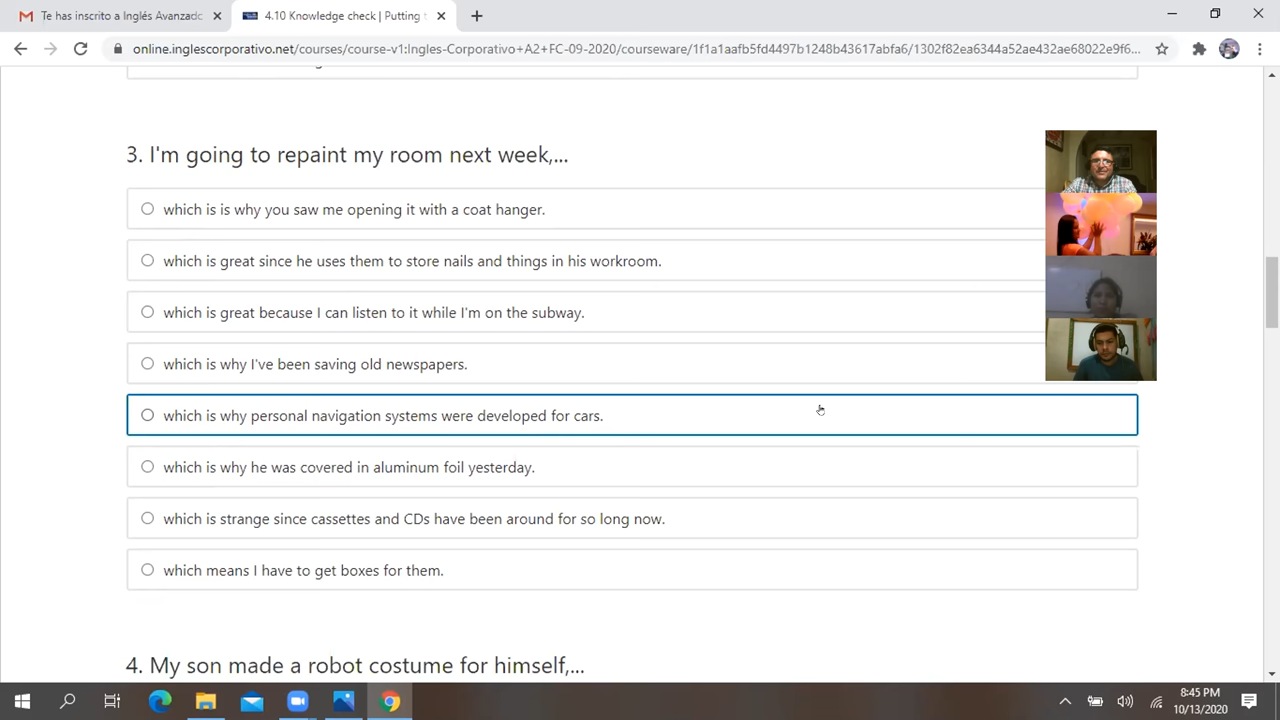 Te has inscrito a Inglés Avanzado
4.10 Knowledge check | Putting t
online.inglescorporativo.net/courses/course-v1:Ingles-Corporativo+A2+FC-09-2020/courseware/1f1a1aafb5fd4497b1248b43617abfa6/1302f82ea6344a52ae432ae68022e9f6...
3. I'm going to repaint my room next week,...
which is is why you saw me opening it with a coat hanger.
which is great since he uses them to store nails and things in his workroom.
which is great because I can listen to it while I'm on the subway.
which is why I've been saving old newspapers.
which is why personal navigation systems were developed for cars.
which is why he was covered in aluminum foil yesterday.
which is strange since cassettes and CDs have been around for so long now.
which means I have to get boxes for them.
4. My son made a robot costume for himself,...
8:45 PM
10/13/2020